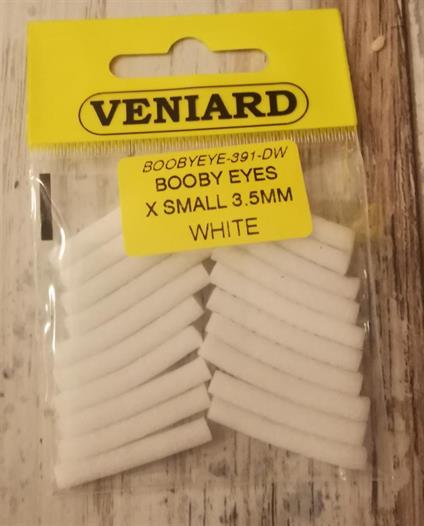 VENIARD
BOOBYEYE-391-DW
BOOBY EYES
X SMALL 3.5MM
WHITE